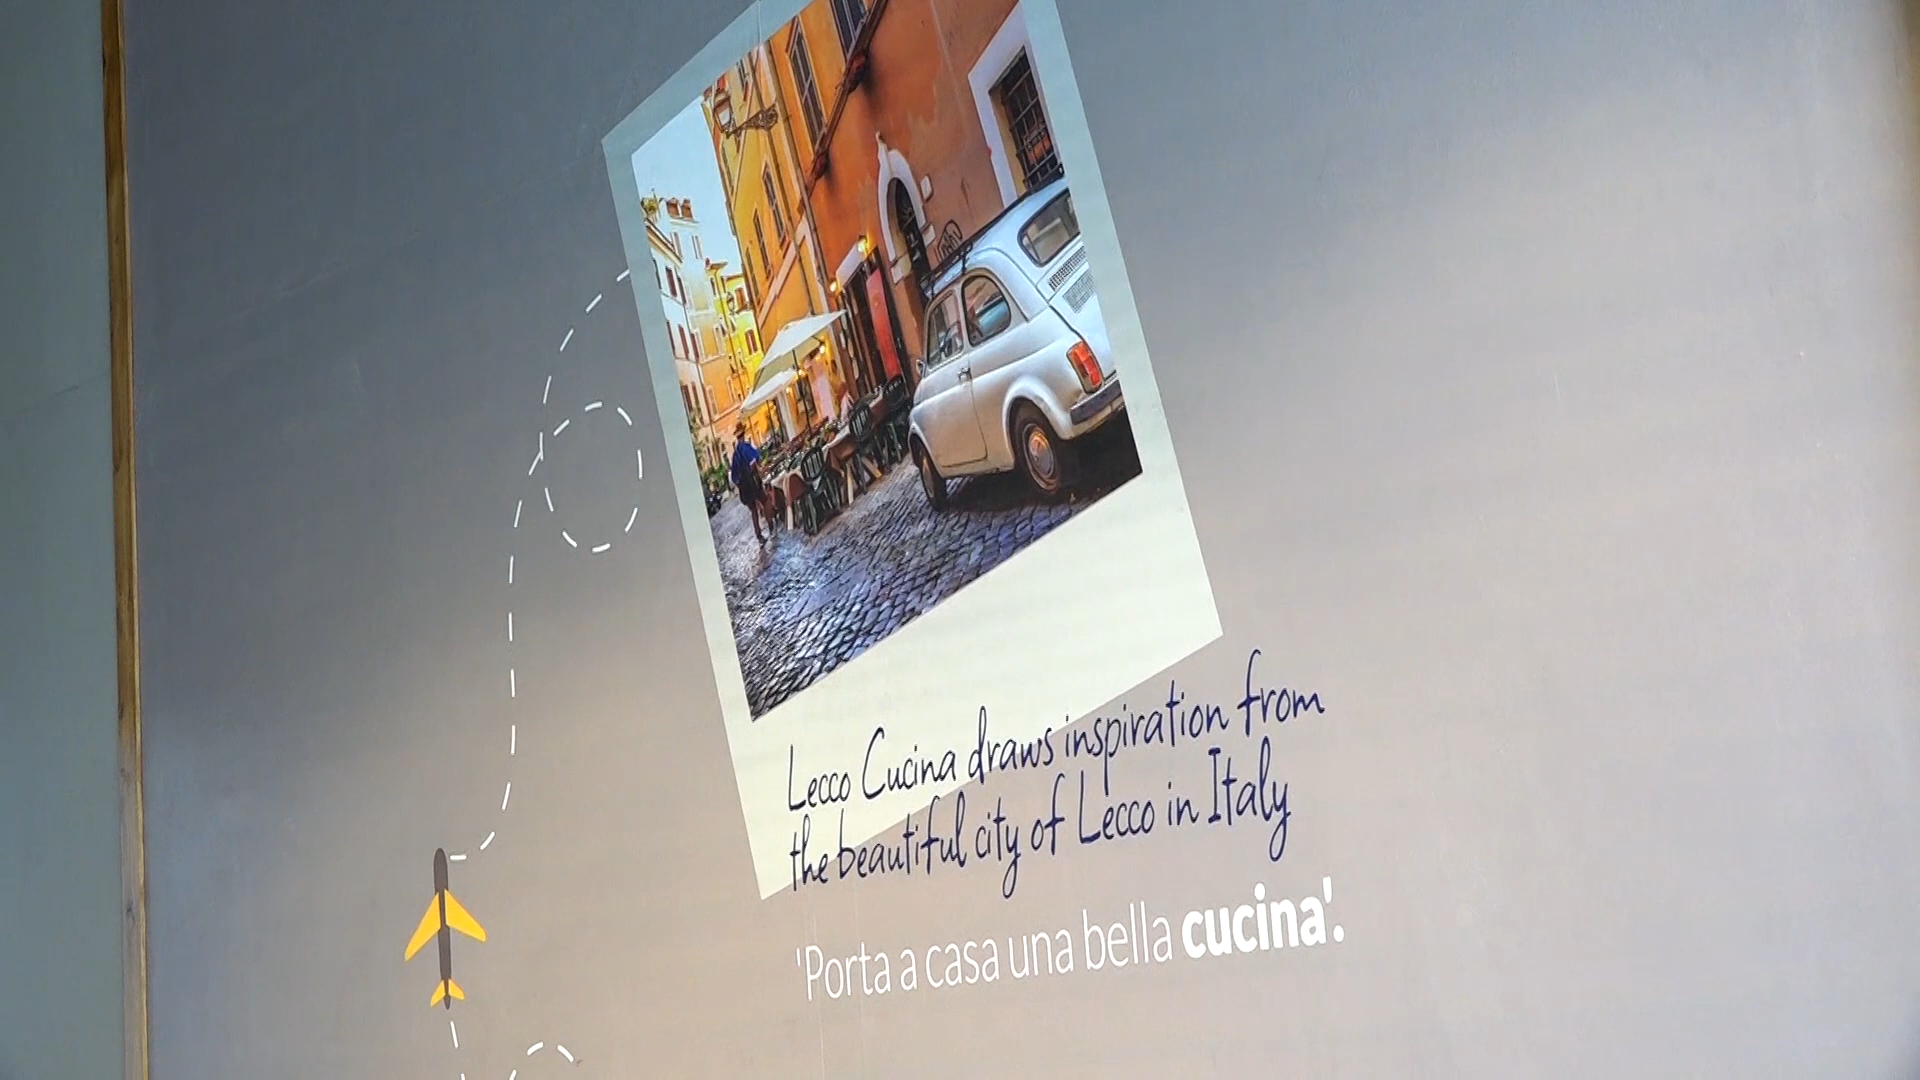 Lecco Cucina draws inspiration from
the beautiful city of Lecco in Italy
'Porta a casa una bella cucina'.